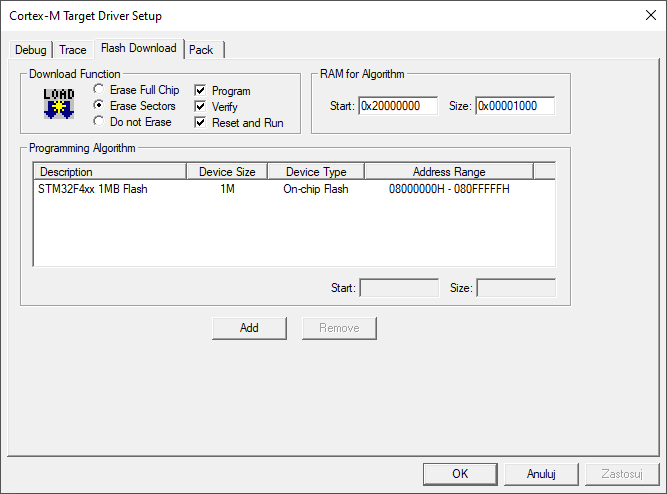 Cortex-M Target Driver Setup
Debug Trace Flash Download Pack
Download Function
LOAD
Erase Full Chip
Erase Sectors
Do not Erase
Program
Verify
Reset and Run
RAM for Algorithm
Start: 0x20000000 Size: 0x00001000
Programming Algorithm
Description Device Size Device Type Address Range
STM32F4xx 1MB Flash 1M On-chip Flash 08000000H - 080FFFFFH
Start: Size:
Add Remove
OK Anuluj Zastosuj